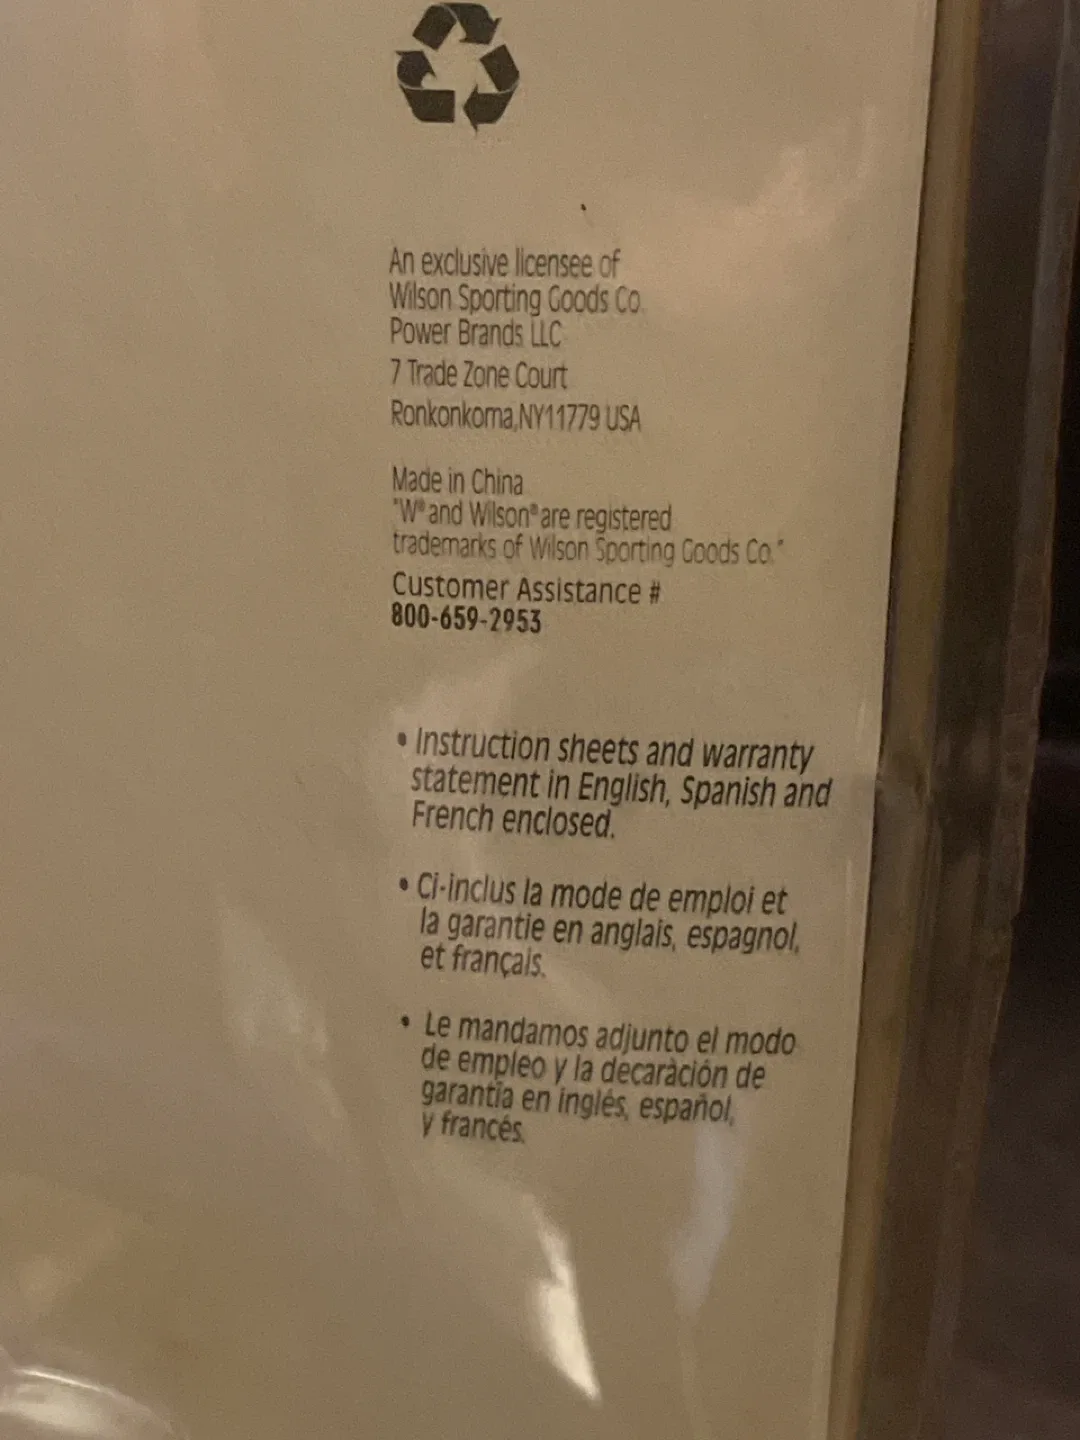 An exclusive licensee of
Wilson Sporting Goods Co.
Power Brands LLC
7 Trade Zone Court
Ronkonkoma,NY11779 USA
Made in China
"W® and Wilson® are registered
trademarks of Wilson Sporting Goods Co."
Customer Assistance #
800-659-2953
• Instruction sheets and warranty
statement in English, Spanish and
French enclosed.
• Ci-inclus la mode de emploi et
la garantie en anglais, espagnol,
et français.
• Le mandamos adjunto el modo
de empleo y la decaràción de
garantía en inglés, español,
y francés.